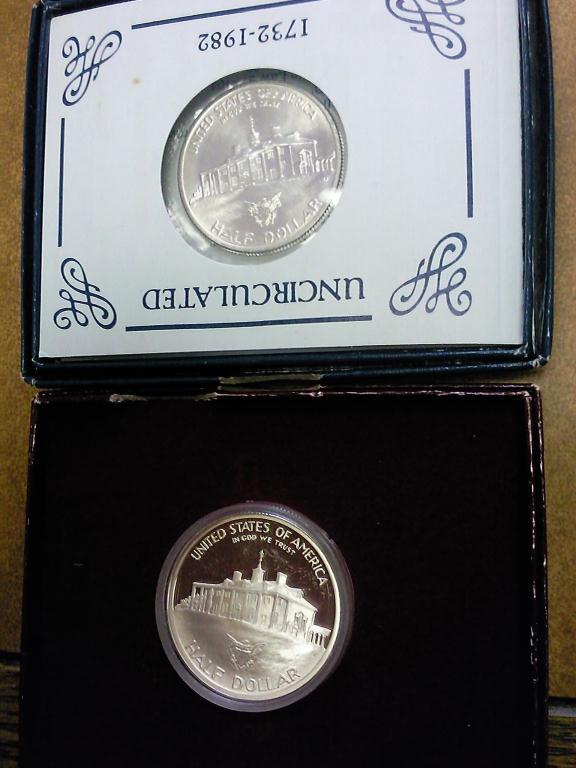 1732-1982
UNITED STATES OF AMERICA
HALF DOLLAR
UNCIRCULATED
UNITED STATES OF AMERICA
IN GOD WE TRUST
HALF DOLLAR